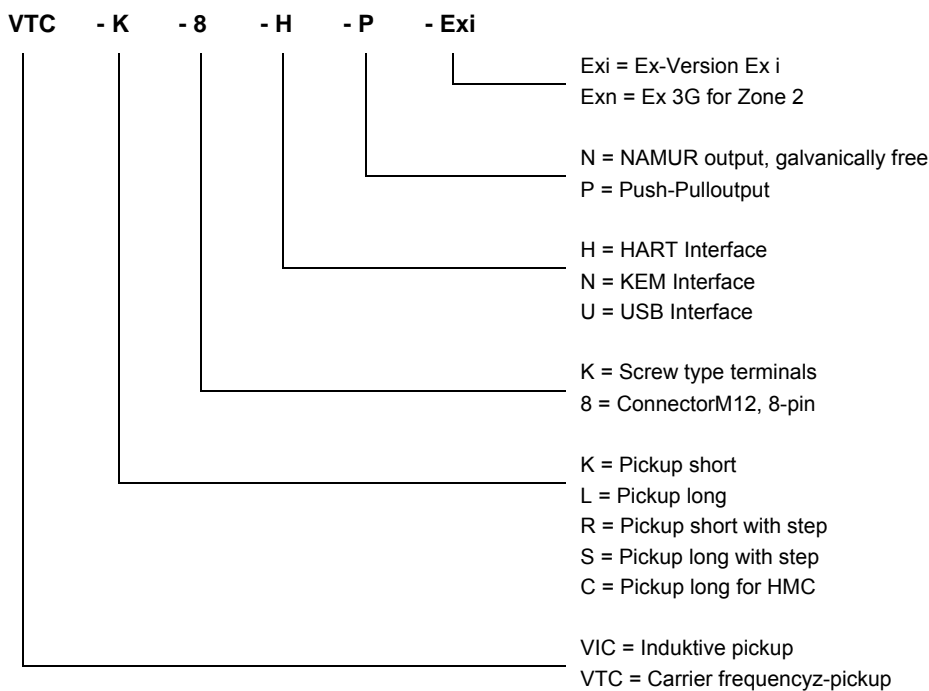 VTC - K - 8 - H - P - Exi
Exi = Ex-Version Ex i
Exn = Ex 3G for Zone 2
N = NAMUR output, galvanically free
P = Push-Pulloutput
H = HART Interface
N = KEM Interface
U = USB Interface
K = Screw type terminals
8 = ConnectorM12, 8-pin
K = Pickup short
L = Pickup long
R = Pickup short with step
S = Pickup long with step
C = Pickup long for HMC
VIC = Induktive pickup
VTC = Carrier frequencyz-pickup